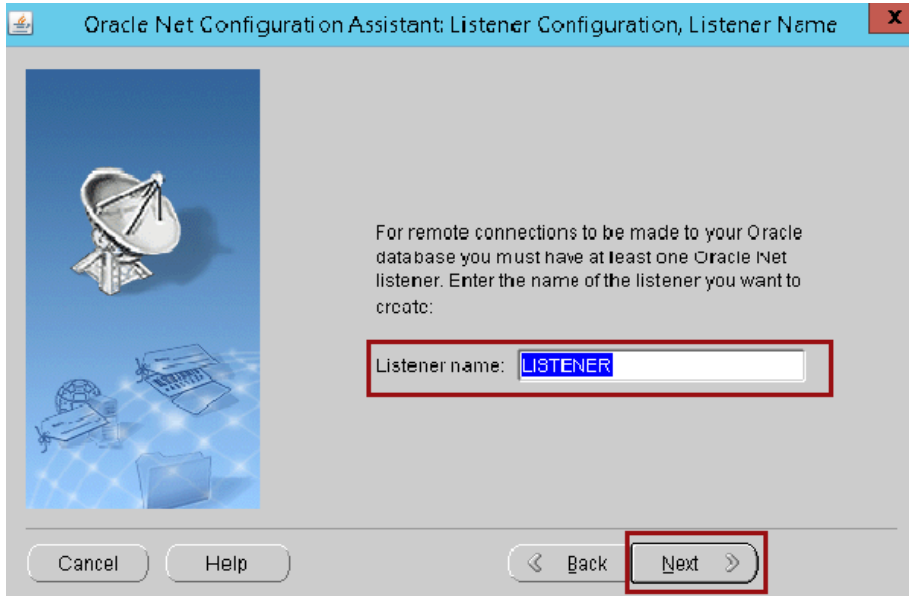 Oracle Net Configuration Assistant: Listener Configuration, Listener Name
X
For remote connections to be made to your Oracle
database you must have at least one Oracle Net
listener. Enter the name of the listener you want to
create:
Listener name: LISTENER
Cancel Help Back Next